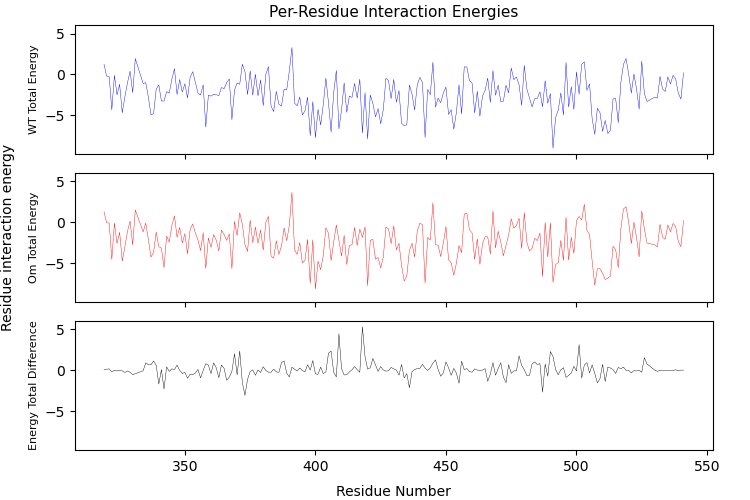 Per-Residue Interaction Energies
5
0
−5
WT Total Energy
5
0
−5
Om Total Energy
Residue interaction energy
5
0
−5
Energy Total Difference
350 400 450 500 550
Residue Number